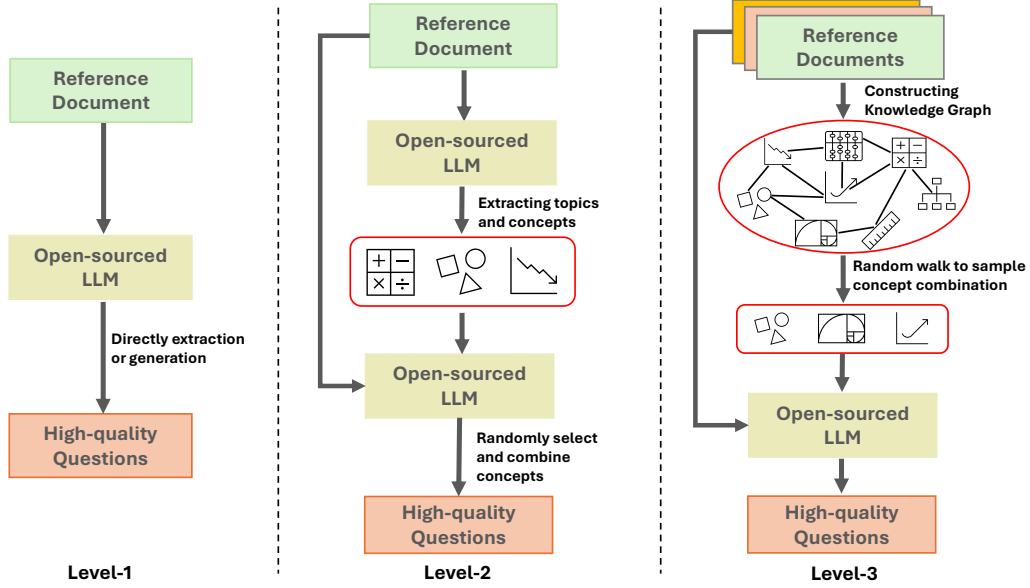 Reference
Document
Open-sourced
LLM
Directly extraction
or generation
High-quality
Questions
Level-1
Reference
Document
Open-sourced
LLM
Extracting topics
and concepts
Open-sourced
LLM
Randomly select
and combine
concepts
High-quality
Questions
Level-2
Reference
Documents
Constructing
Knowledge Graph
Random walk to sample
concept combination
Open-sourced
LLM
High-quality
Questions
Level-3